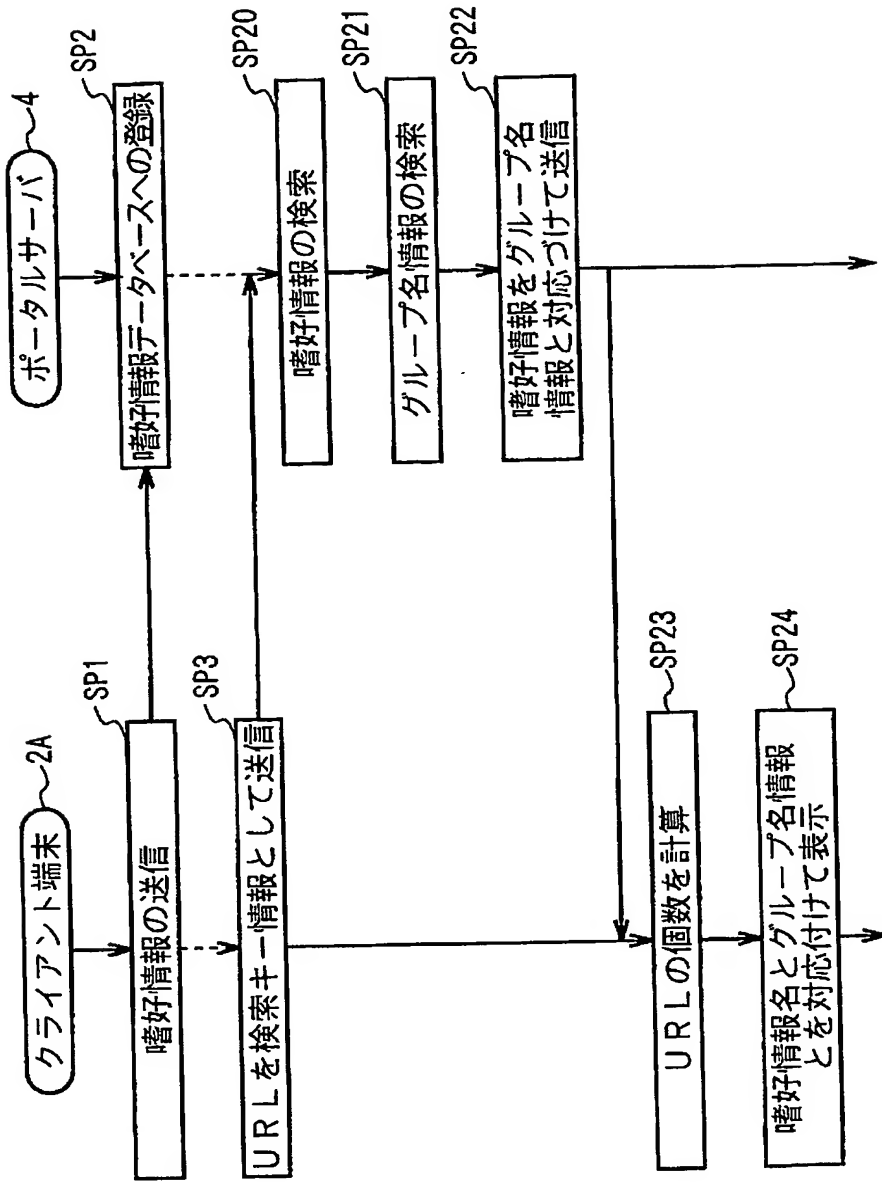 クライアント端末
2A
SP1
嗜好情報の送信
SP3
URLを検索キー情報として送信
SP23
URLの個数を計算
SP24
嗜好情報名とグループ名情報
とを対応付けて表示
ポータルサーバ
4
SP2
嗜好情報データベースへの登録
SP20
嗜好情報の検索
SP21
グループ名情報の検索
SP22
嗜好情報をグループ名
情報と対応づけて送信